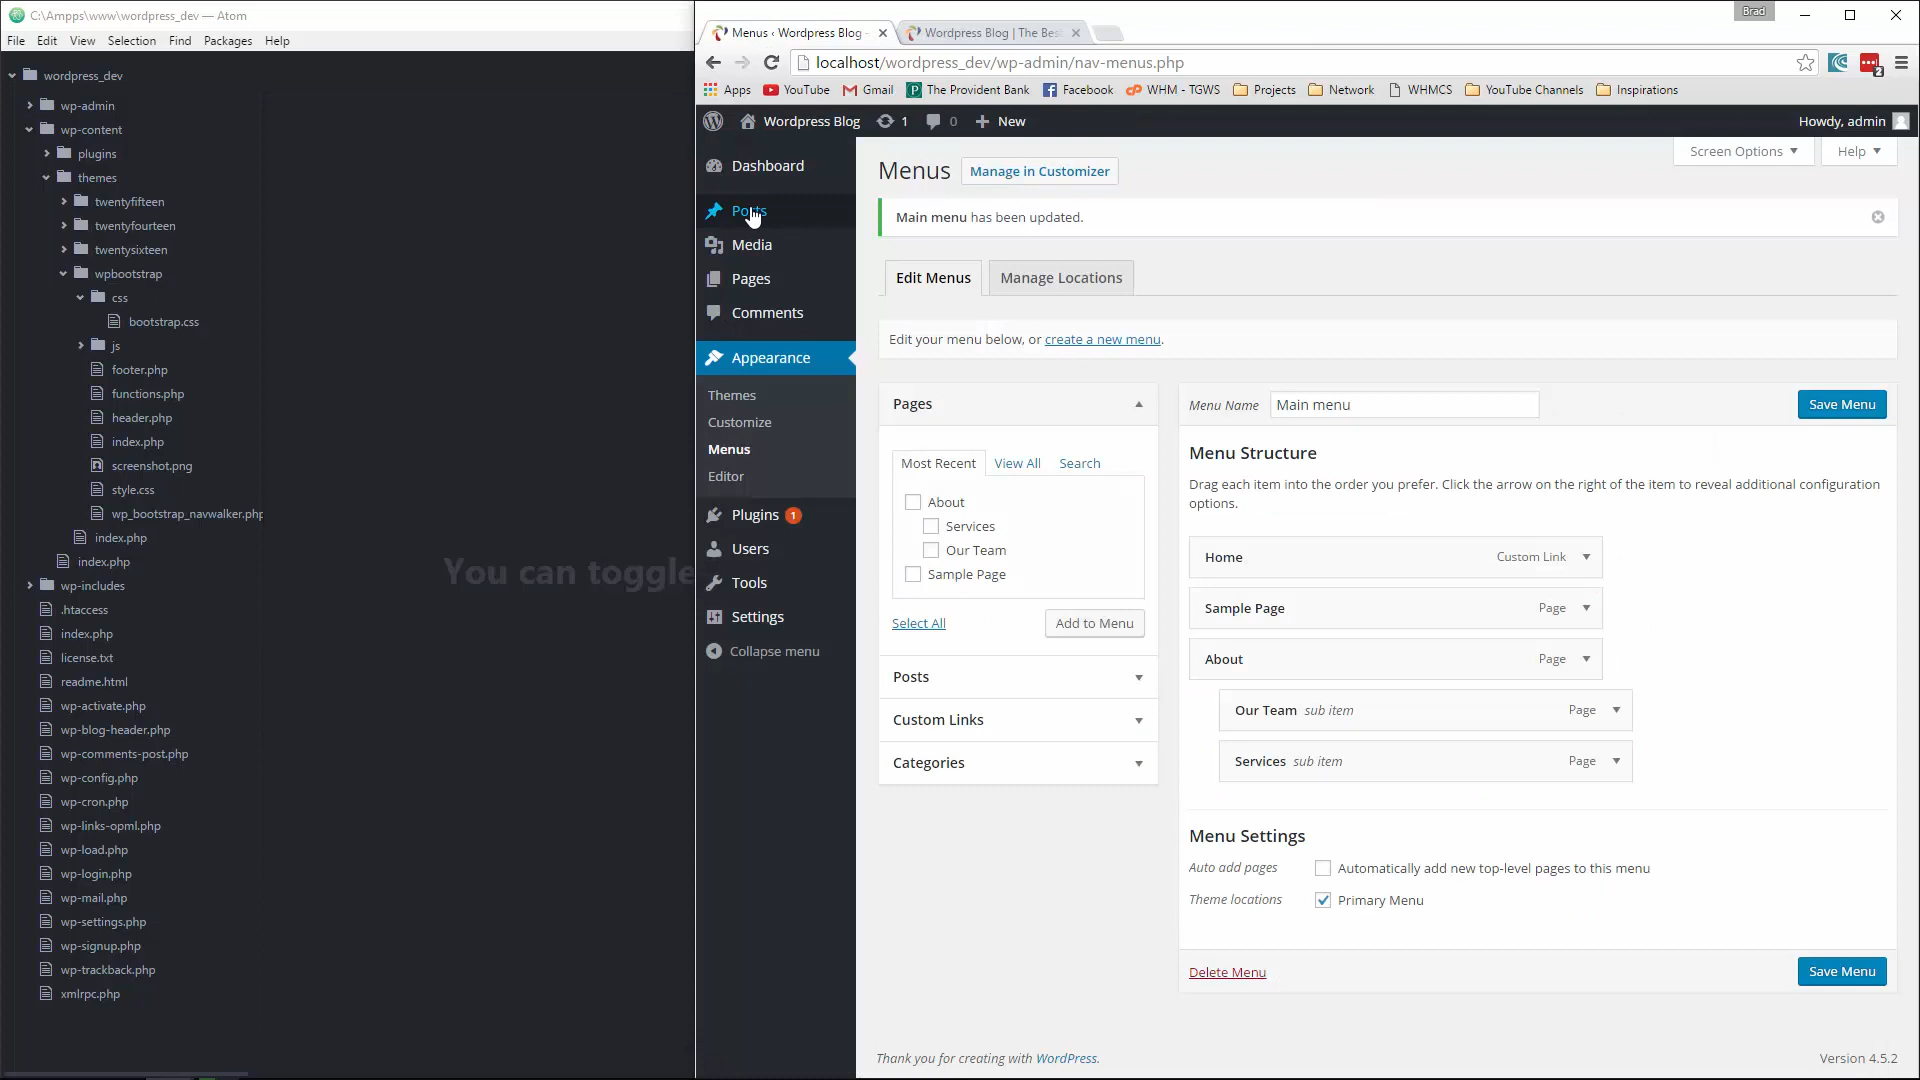 C:\Ampps\www\wordpress_dev — Atom
File Edit View Selection Find Packages Help
wordpress_dev
wp-admin
wp-content
plugins
themes
twentyfifteen
twentyfourteen
twentysixteen
wpbootstrap
css
bootstrap.css
js
footer.php
functions.php
header.php
index.php
screenshot.png
style.css
wp_bootstrap_navwalker.php
index.php
index.php
wp-includes
.htaccess
index.php
license.txt
readme.html
wp-activate.php
wp-blog-header.php
wp-comments-post.php
wp-config.php
wp-cron.php
wp-links-opml.php
wp-load.php
wp-login.php
wp-mail.php
wp-settings.php
wp-signup.php
wp-trackback.php
xmlrpc.php
You can toggle
Brad
Menus ‹ Wordpress Blog
Wordpress Blog | The Bes
localhost/wordpress_dev/wp-admin/nav-menus.php
2
Apps YouTube Gmail The Provident Bank Facebook WHM - TGWS Projects Network WHMCS YouTube Channels Inspirations
Wordpress Blog 1 0 New Howdy, admin
Dashboard
Posts
Media
Pages
Comments
Appearance
Themes
Customize
Menus
Editor
Plugins 1
Users
Tools
Settings
Collapse menu
Screen Options Help
Menus Manage in Customizer
Main menu has been updated.
Edit Menus Manage Locations
Edit your menu below, or create a new menu.
Pages
Most Recent View All Search
About
Services
Our Team
Sample Page
Select All Add to Menu
Posts
Custom Links
Categories
Menu Name Main menu Save Menu
Menu Structure
Drag each item into the order you prefer. Click the arrow on the right of the item to reveal additional configuration
options.
Home Custom Link
Sample Page Page
About Page
Our Team sub item Page
Services sub item Page
Menu Settings
Auto add pages Automatically add new top-level pages to this menu
Theme locations Primary Menu
Delete Menu Save Menu
Thank you for creating with WordPress. Version 4.5.2